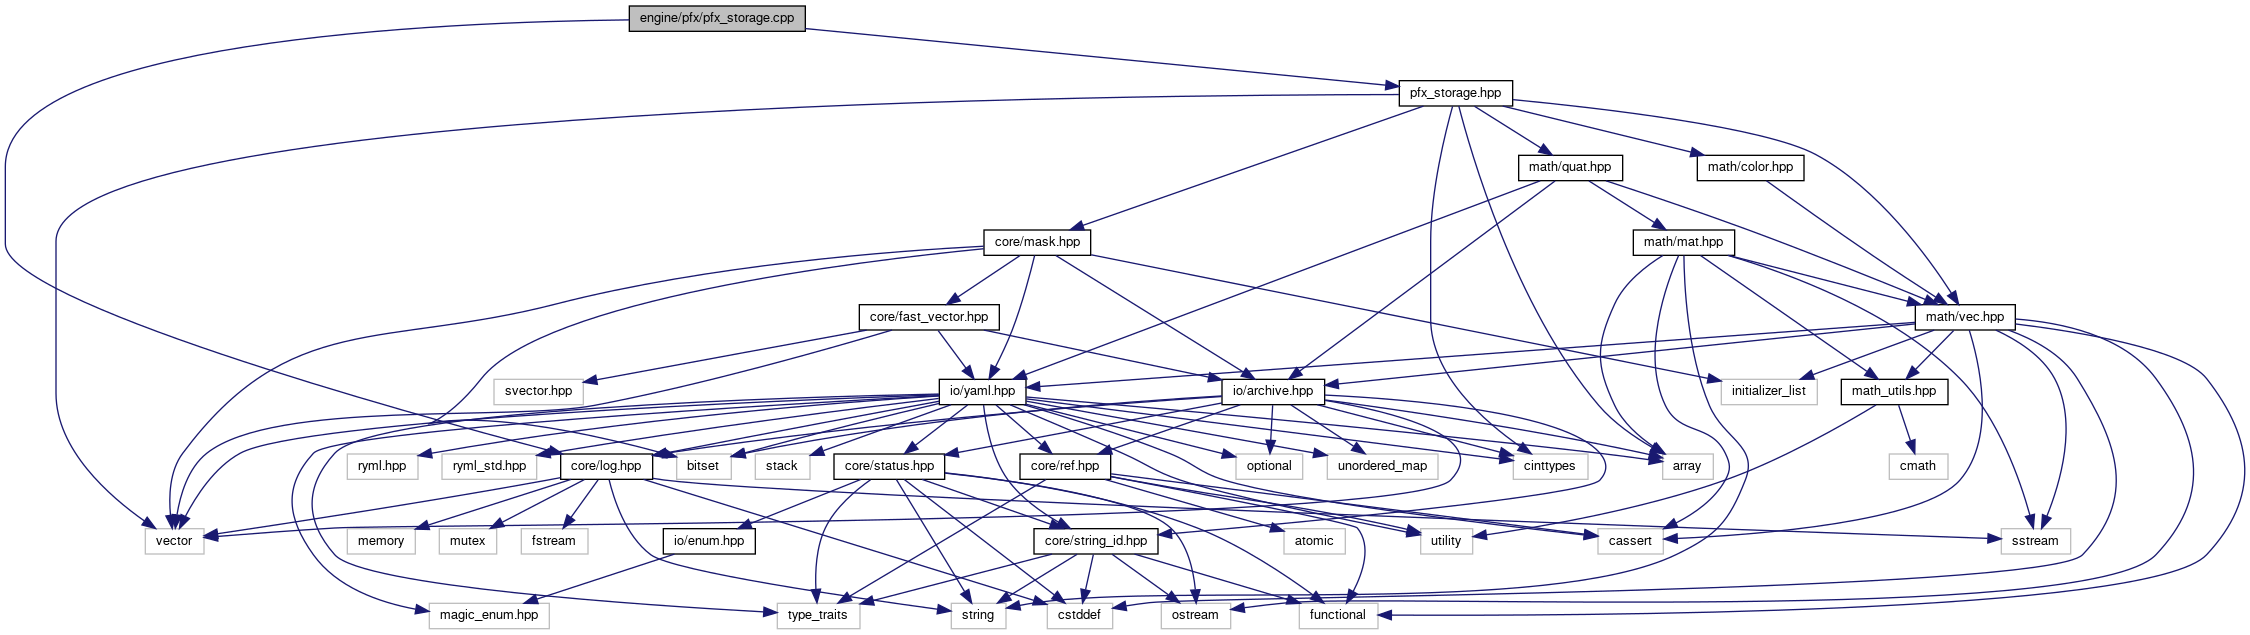 engine/pfx/pfx_storage.cpp
pfx_storage.hpp
math/quat.hpp
math/color.hpp
core/mask.hpp
math/mat.hpp
core/fast_vector.hpp
math/vec.hpp
svector.hpp
io/yaml.hpp
io/archive.hpp
initializer_list
math_utils.hpp
ryml.hpp
ryml_std.hpp
core/log.hpp
bitset
stack
core/status.hpp
core/ref.hpp
optional
unordered_map
cinttypes
array
cmath
vector
memory
mutex
fstream
io/enum.hpp
core/string_id.hpp
atomic
utility
cassert
sstream
magic_enum.hpp
type_traits
string
cstddef
ostream
functional